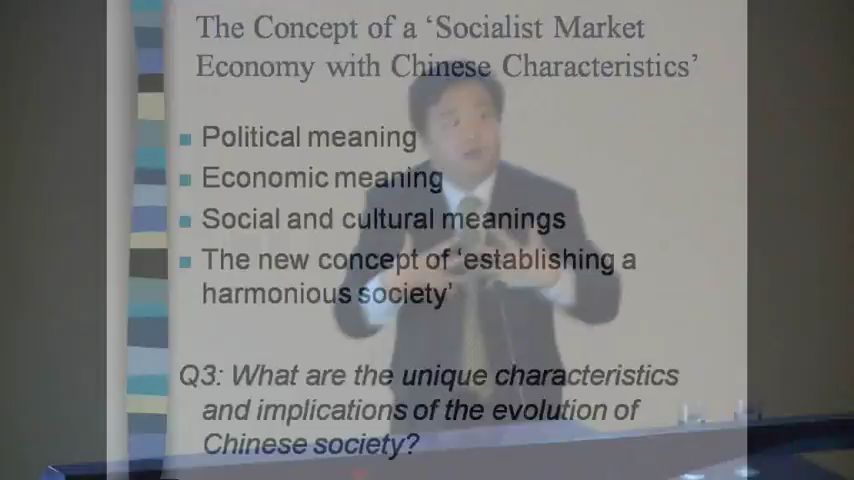 The Concept of a ‘Socialist Market
Economy with Chinese Characteristics’
Political meaning
Economic meaning
Social and cultural meanings
The new concept of ‘establishing a
harmonious society’
Q3: What are the unique characteristics
and implications of the evolution of
Chinese society?